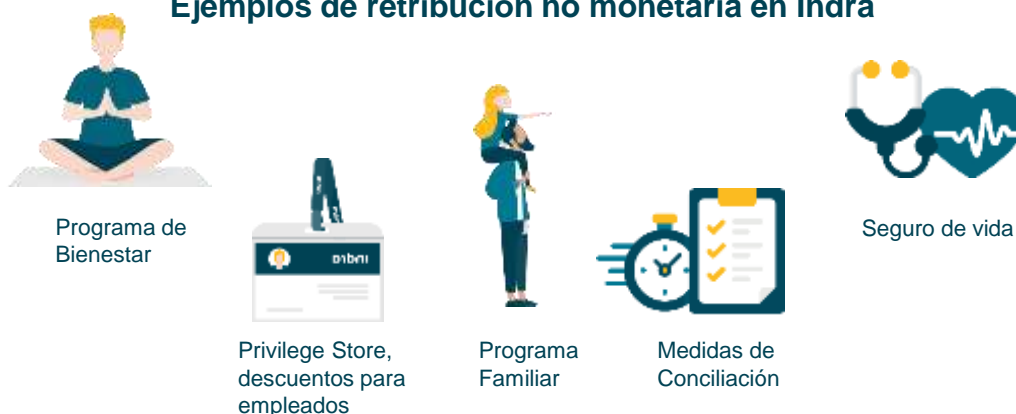 Ejemplos de retribución no monetaria en Indra
Programa de
Bienestar
Privilege Store,
descuentos para
empleados
Programa
Familiar
Medidas de
Conciliación
Seguro de vida